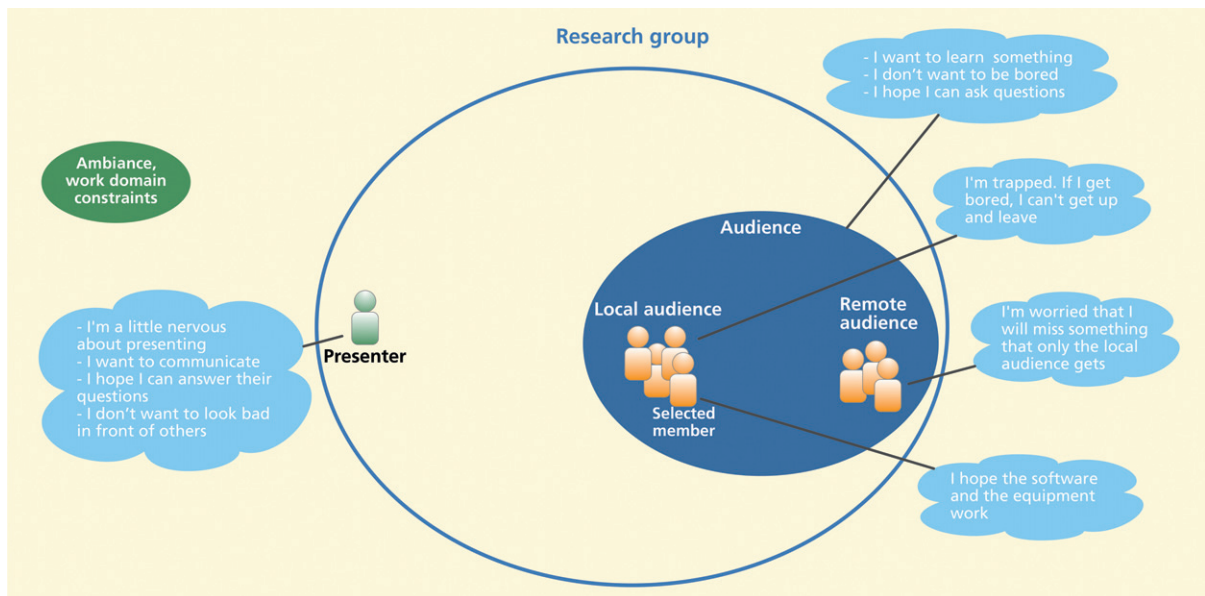 Research group
- I want to learn something
- I don't want to be bored
- I hope I can ask questions
Ambiance,
work domain
constraints
I'm trapped. If I get
bored, I can't get up
and leave
Audience
- I'm a little nervous
about presenting
- I want to communicate
- I hope I can answer their
questions
- I don't want to look bad
in front of others
Presenter
Local audience
Selected
member
Remote
audience
I'm worried that I
will miss something
that only the local
audience gets
I hope the software
and the equipment
work